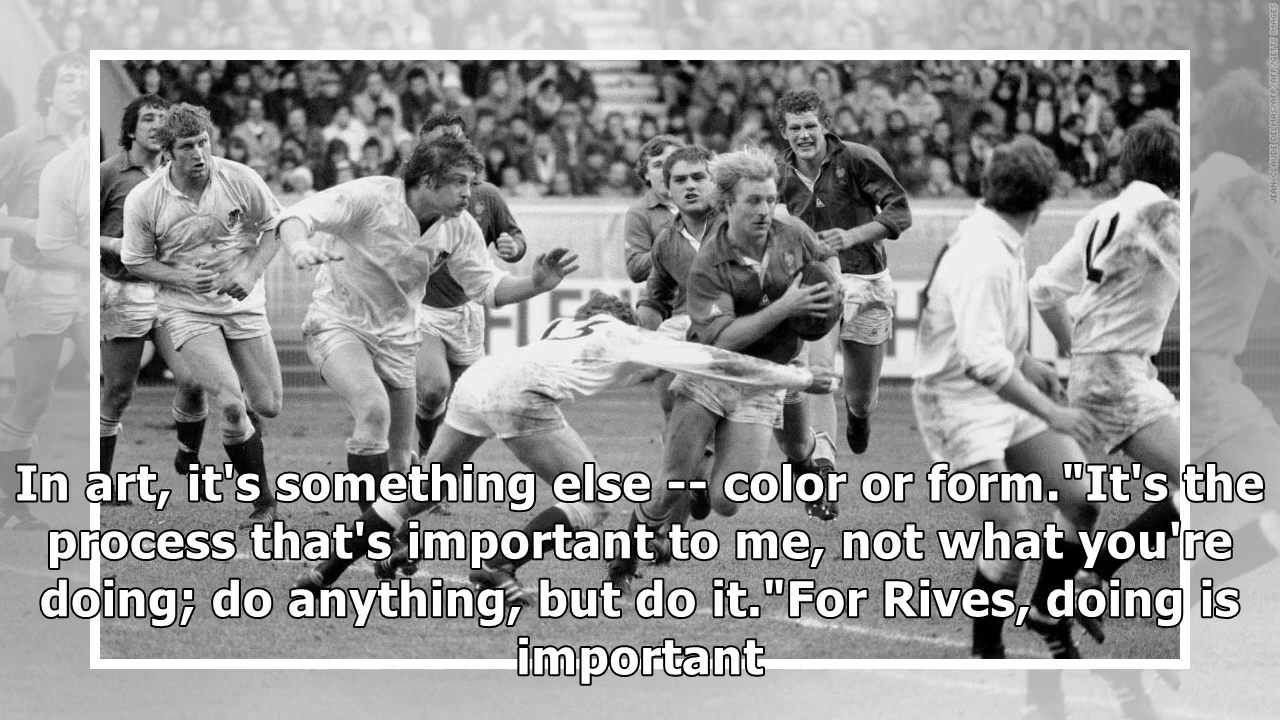 In art, it's something else -- color or form."It's the
process that's important to me, not what you're
doing; do anything, but do it."For Rives, doing is
important